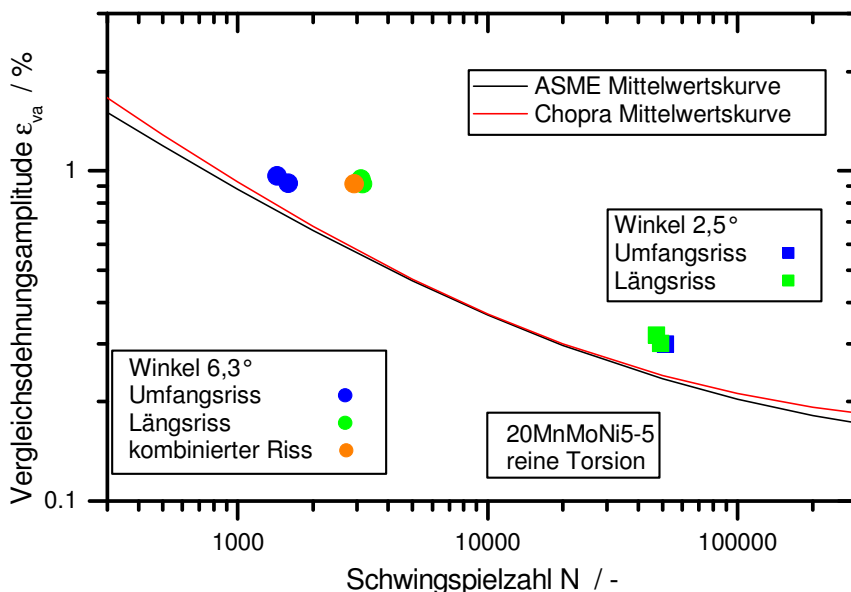 Vergleichsdehnungsamplitude εva / %
1
0.1
ASME Mittelwertskurve
Chopra Mittelwertskurve
Winkel 2,5°
Umfangsriss
Längsriss
Winkel 6,3°
Umfangsriss
Längsriss
kombinierter Riss
20MnMoNi5-5
reine Torsion
1000 10000 100000
Schwingspielzahl N / -